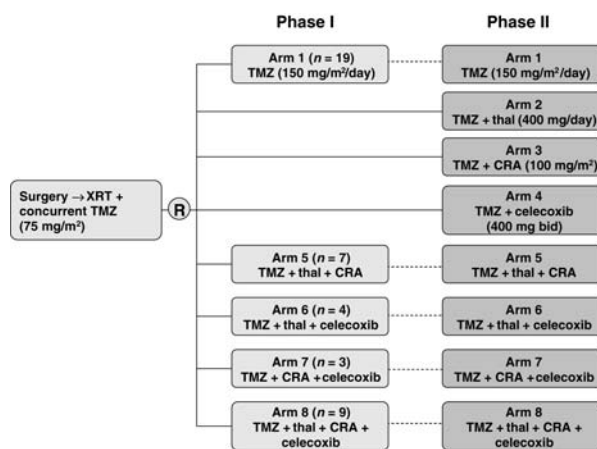 Phase I
Phase II
Arm 1 (n = 19)
TMZ (150 mg/m²/day)
Arm 1
TMZ (150 mg/m²/day)
Arm 2
TMZ + thal (400 mg/day)
Arm 3
TMZ + CRA (100 mg/m²)
Surgery →XRT +
concurrent TMZ
(75 mg/m²)
R
Arm 4
TMZ + celecoxib
(400 mg bid)
Arm 5 (n = 7)
TMZ + thal + CRA
Arm 5
TMZ + thal + CRA
Arm 6 (n = 4)
TMZ + thal + celecoxib
Arm 6
TMZ + thal + celecoxib
Arm 7 (n = 3)
TMZ + CRA +celecoxib
Arm 7
TMZ + CRA +celecoxib
Arm 8 (n = 9)
TMZ + thal + CRA +
celecoxib
Arm 8
TMZ + thal + CRA +
celecoxib